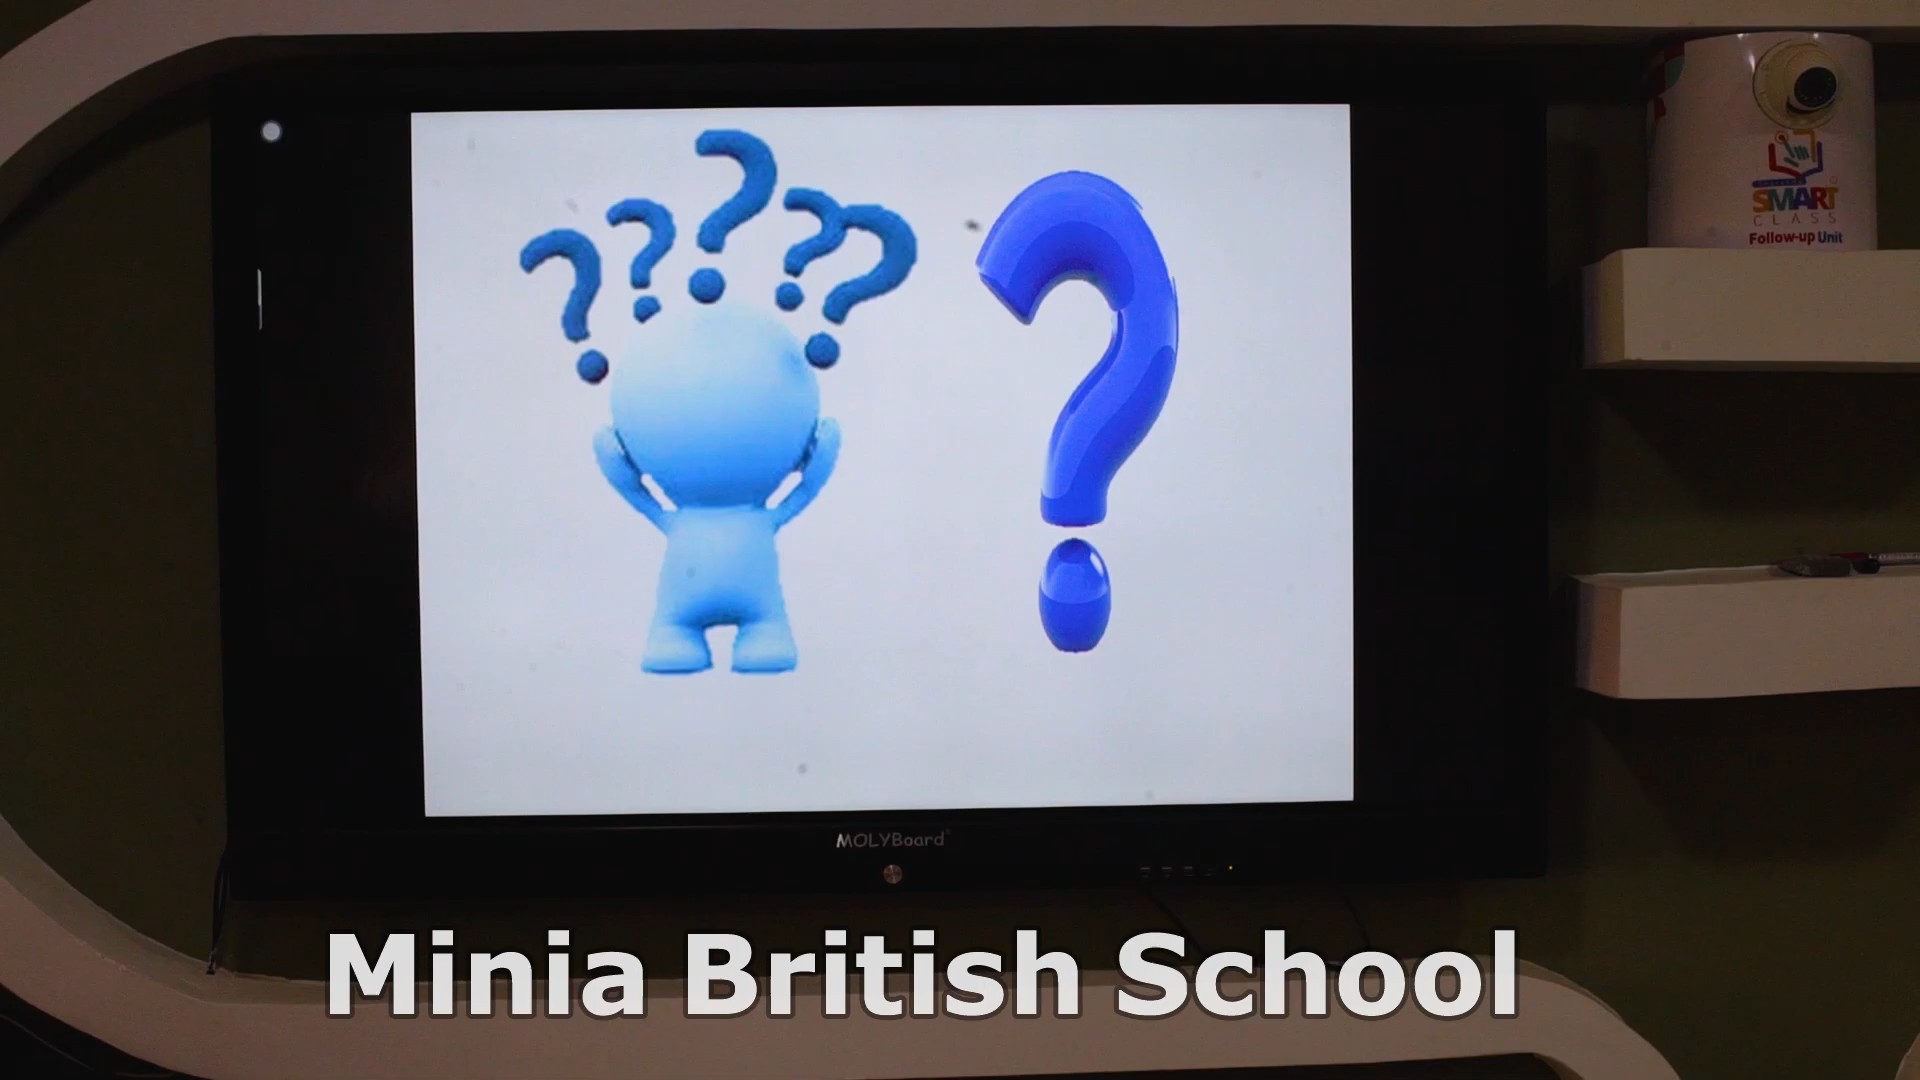 SMART
CLASS
Follow-up Unit
MOLYBoard
Minia British School